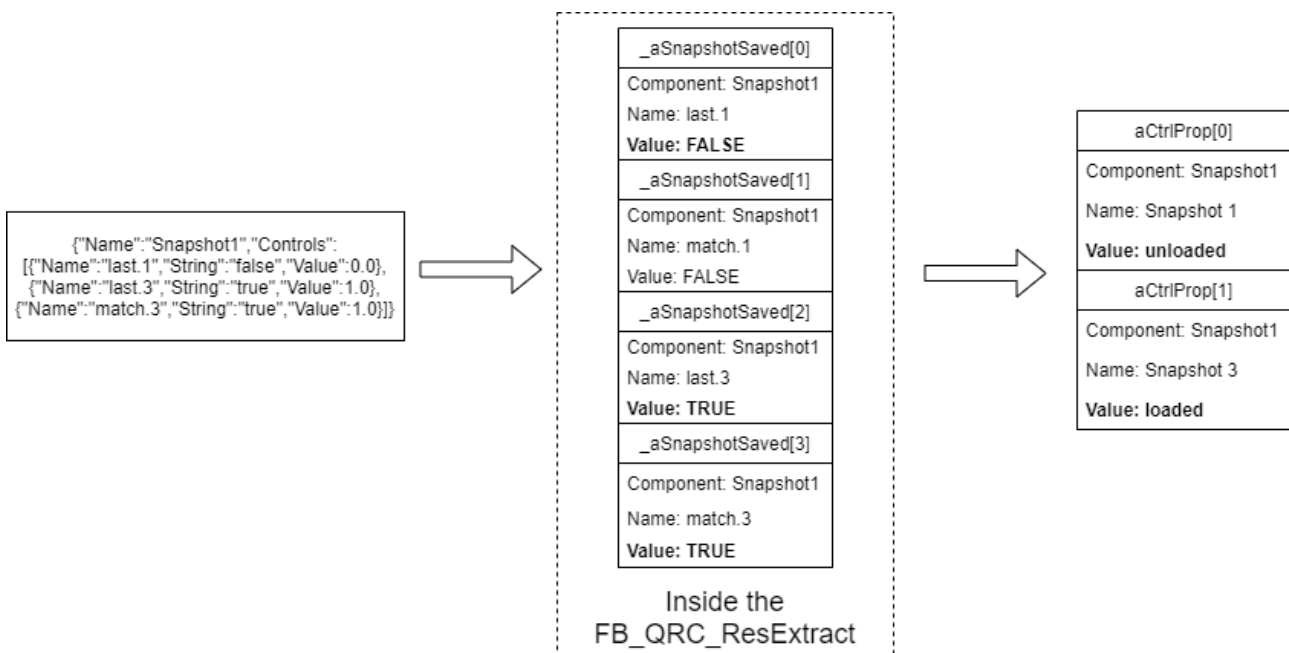 {"Name":"Snapshot1","Controls":
[{"Name":"last.1","String":"false","Value":0.0},
{"Name":"last.3","String":"true","Value":1.0},
{"Name":"match.3","String":"true","Value":1.0}]}
_aSnapshotSaved[0]
Component: Snapshot1
Name: last.1
Value: FALSE
_aSnapshotSaved[1]
Component: Snapshot1
Name: match.1
Value: FALSE
_aSnapshotSaved[2]
Component: Snapshot1
Name: last.3
Value: TRUE
_aSnapshotSaved[3]
Component: Snapshot1
Name: match.3
Value: TRUE
Inside the
FB_QRC_ResExtract
aCtrlProp[0]
Component: Snapshot1
Name: Snapshot 1
Value: unloaded
aCtrlProp[1]
Component: Snapshot1
Name: Snapshot 3
Value: loaded